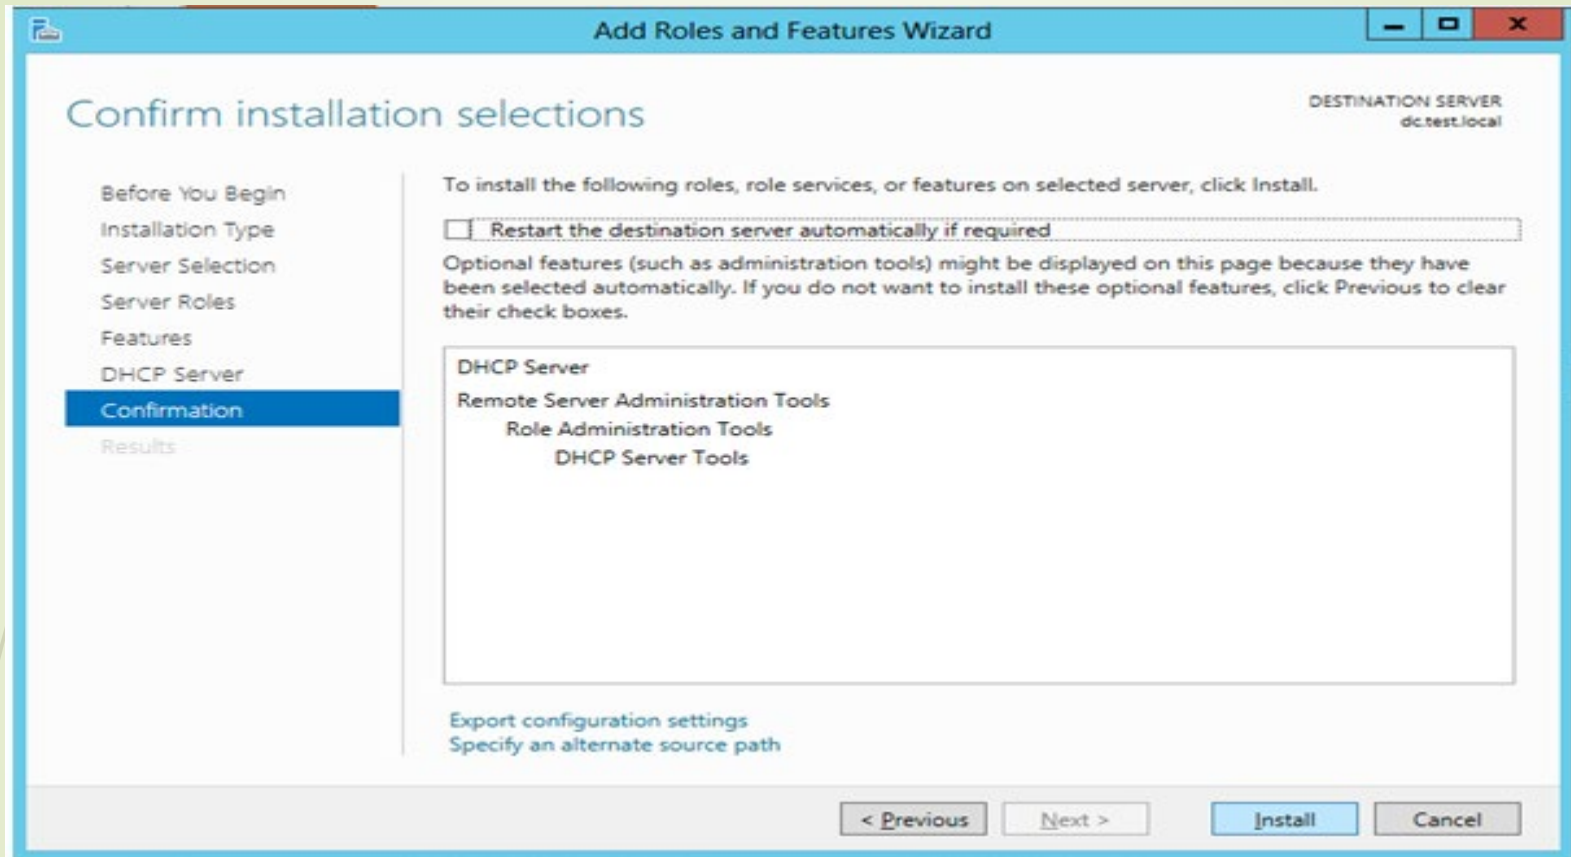 Add Roles and Features Wizard
Confirm installation selections
DESTINATION SERVER
dc.test.local
Before You Begin
Installation Type
Server Selection
Server Roles
Features
DHCP Server
Confirmation
Results
To install the following roles, role services, or features on selected server, click Install.
Restart the destination server automatically if required
Optional features (such as administration tools) might be displayed on this page because they have
been selected automatically. If you do not want to install these optional features, click Previous to clear
their check boxes.
DHCP Server
Remote Server Administration Tools
Role Administration Tools
DHCP Server Tools
Export configuration settings
Specify an alternate source path
< Previous
Next >
Install
Cancel